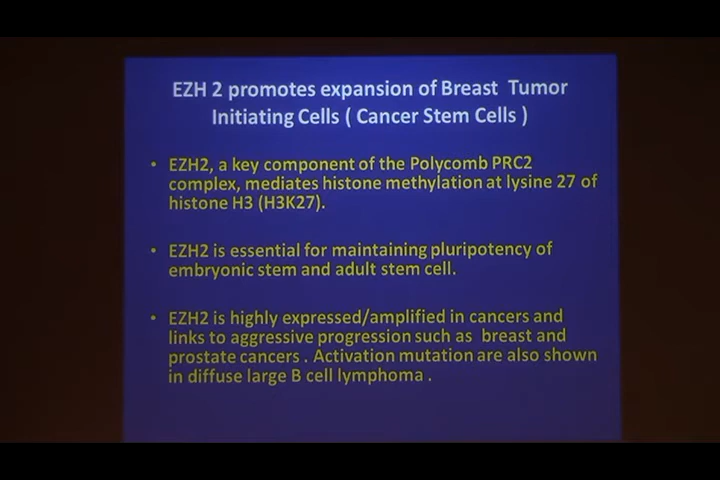 EZH 2 promotes expansion of Breast Tumor
Initiating Cells ( Cancer Stem Cells )
• EZH2, a key component of the Polycomb PRC2
complex, mediates histone methylation at lysine 27 of
histone H3 (H3K27).
• EZH2 is essential for maintaining pluripotency of
embryonic stem and adult stem cell.
• EZH2 is highly expressed/amplified in cancers and
links to aggressive progression such as breast and
prostate cancers . Activation mutation are also shown
in diffuse large B cell lymphoma .